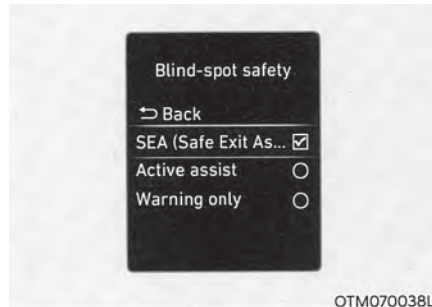 Blind-spot safety
Back
SEA (Safe Exit As...
Active assist
Warning only
OTM070038L